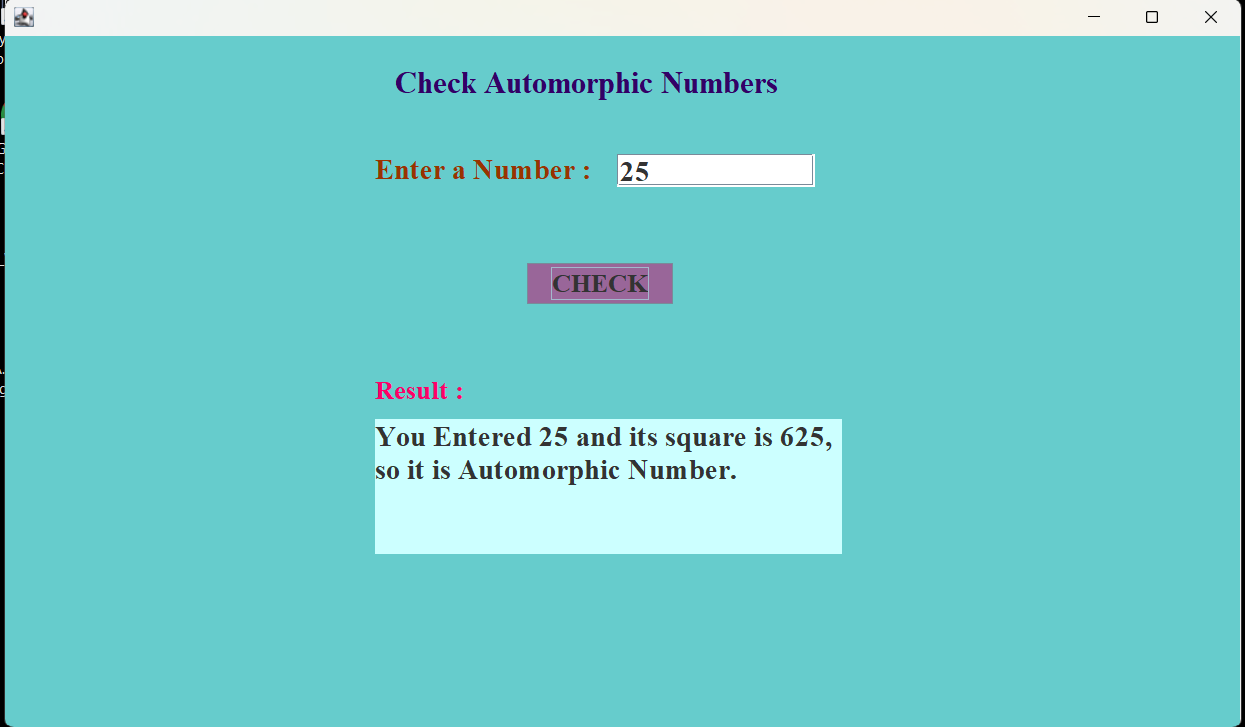 Check Automorphic Numbers
Enter a Number : 25
CHECK
Result :
You Entered 25 and its square is 625,
so it is Automorphic Number.